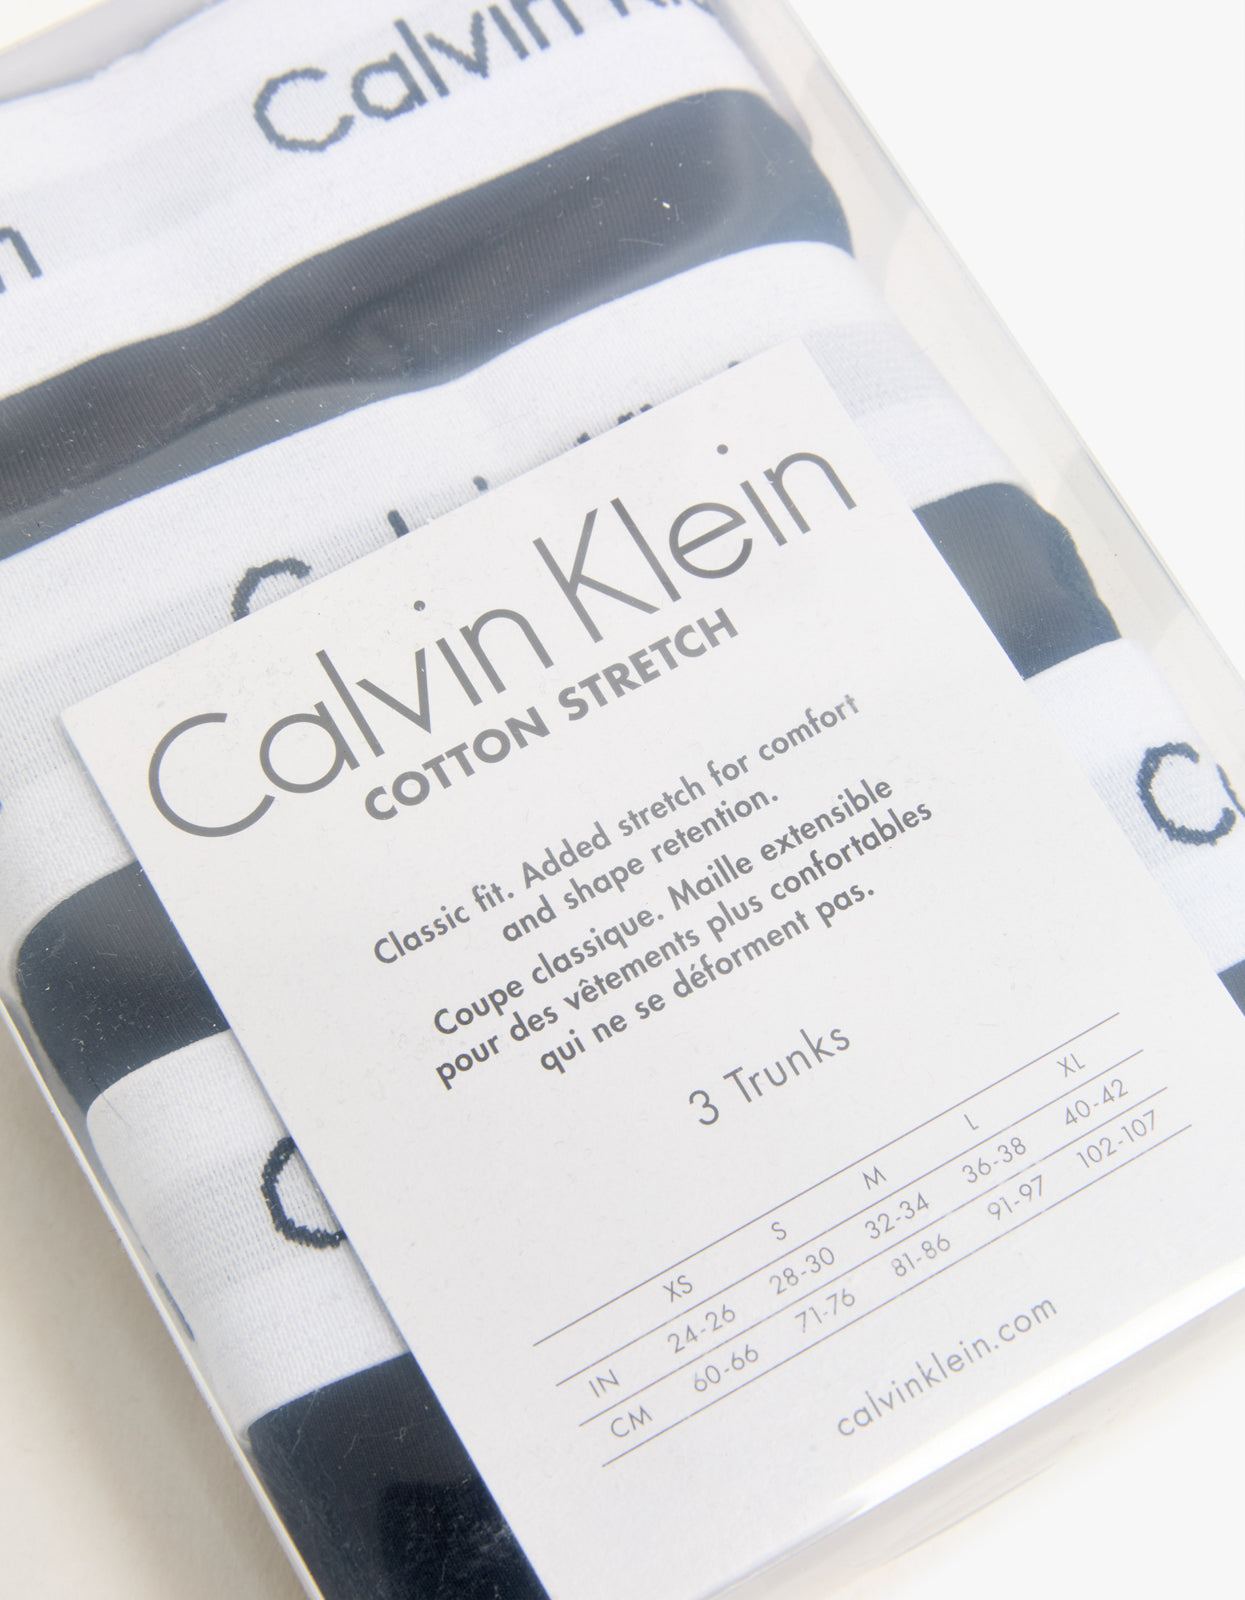 Calvin
Calvin Klein
COTTON STRETCH
Classic fit. Added stretch for comfort
and shape retention.
Coupe classique. Maille extensible
pour des vêtements plus confortables
qui ne se déforment pas.
3 Trunks
XS S M L XL
IN 24-26 28-30 32-34 36-38 40-42
CM 60-66 71-76 81-86 91-97 102-107
calvinklein.com